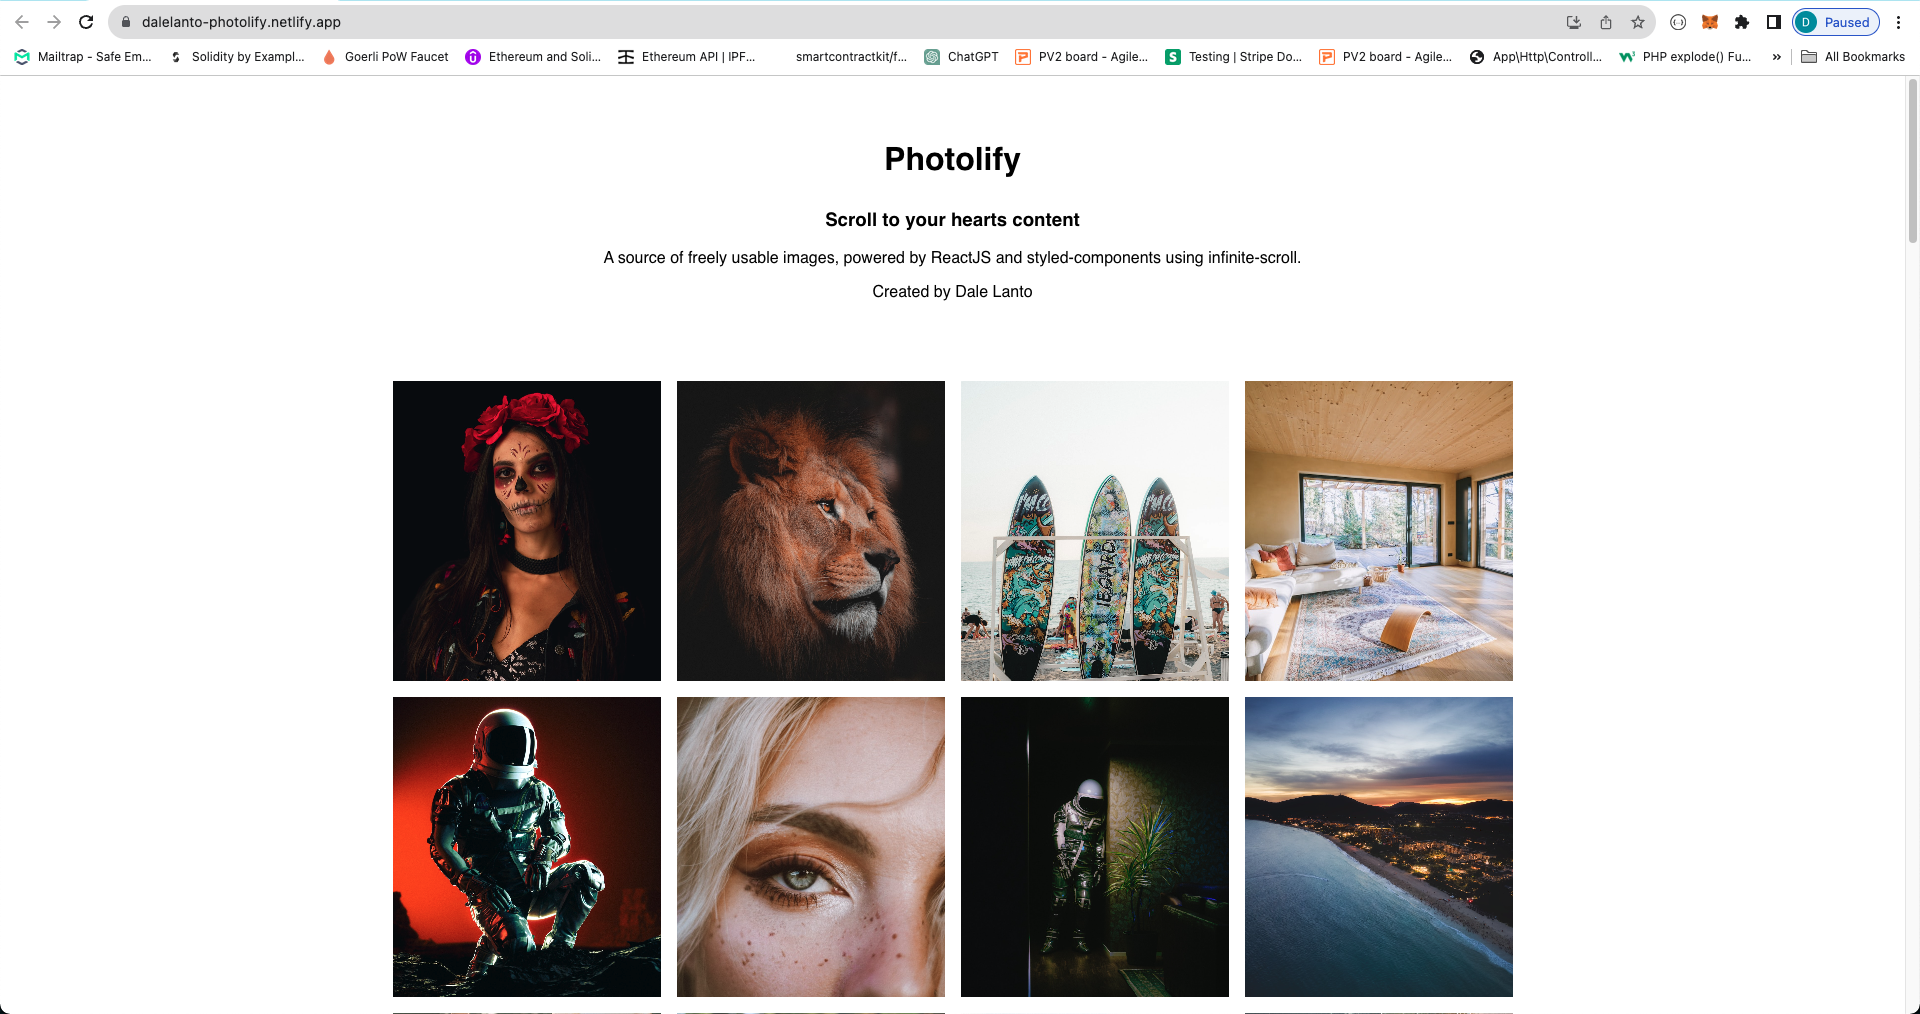 dalelanto-photolify.netlify.app
D Paused
Mailtrap - Safe Em...
Solidity by Exampl...
Goerli PoW Faucet
Ethereum and Soli...
Ethereum API | IPF...
smartcontractkit/f...
ChatGPT
PV2 board - Agile...
Testing | Stripe Do...
PV2 board - Agile...
App\Http\Controll...
PHP explode() Fu...
»
All Bookmarks
Photolify
Scroll to your hearts content
A source of freely usable images, powered by ReactJS and styled-components using infinite-scroll.
Created by Dale Lanto